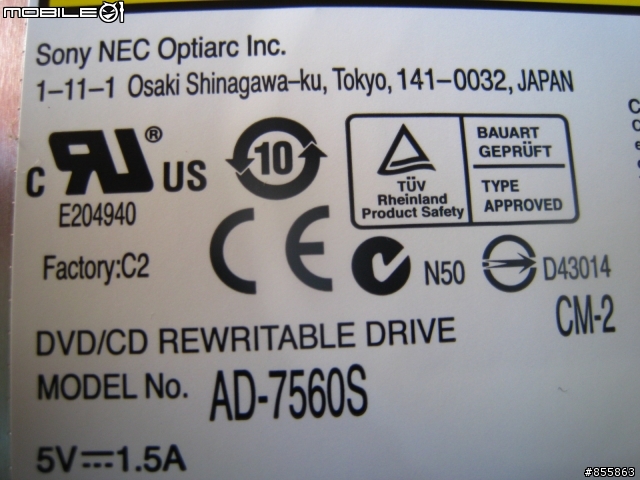 MOBILE01
Sony NEC Optiarc Inc.
1-11-1 Osaki Shinagawa-ku, Tokyo, 141-0032, JAPAN
C RU ® US
E204940
10
TÜV
Rheinland
Product Safety
BAUART
GEPRÜFT
TYPE
APPROVED
Factory:C2
CE
N50
D43014
CM-2
DVD/CD REWRITABLE DRIVE
MODEL No. AD-7560S
5V⎓1.5A
#855863